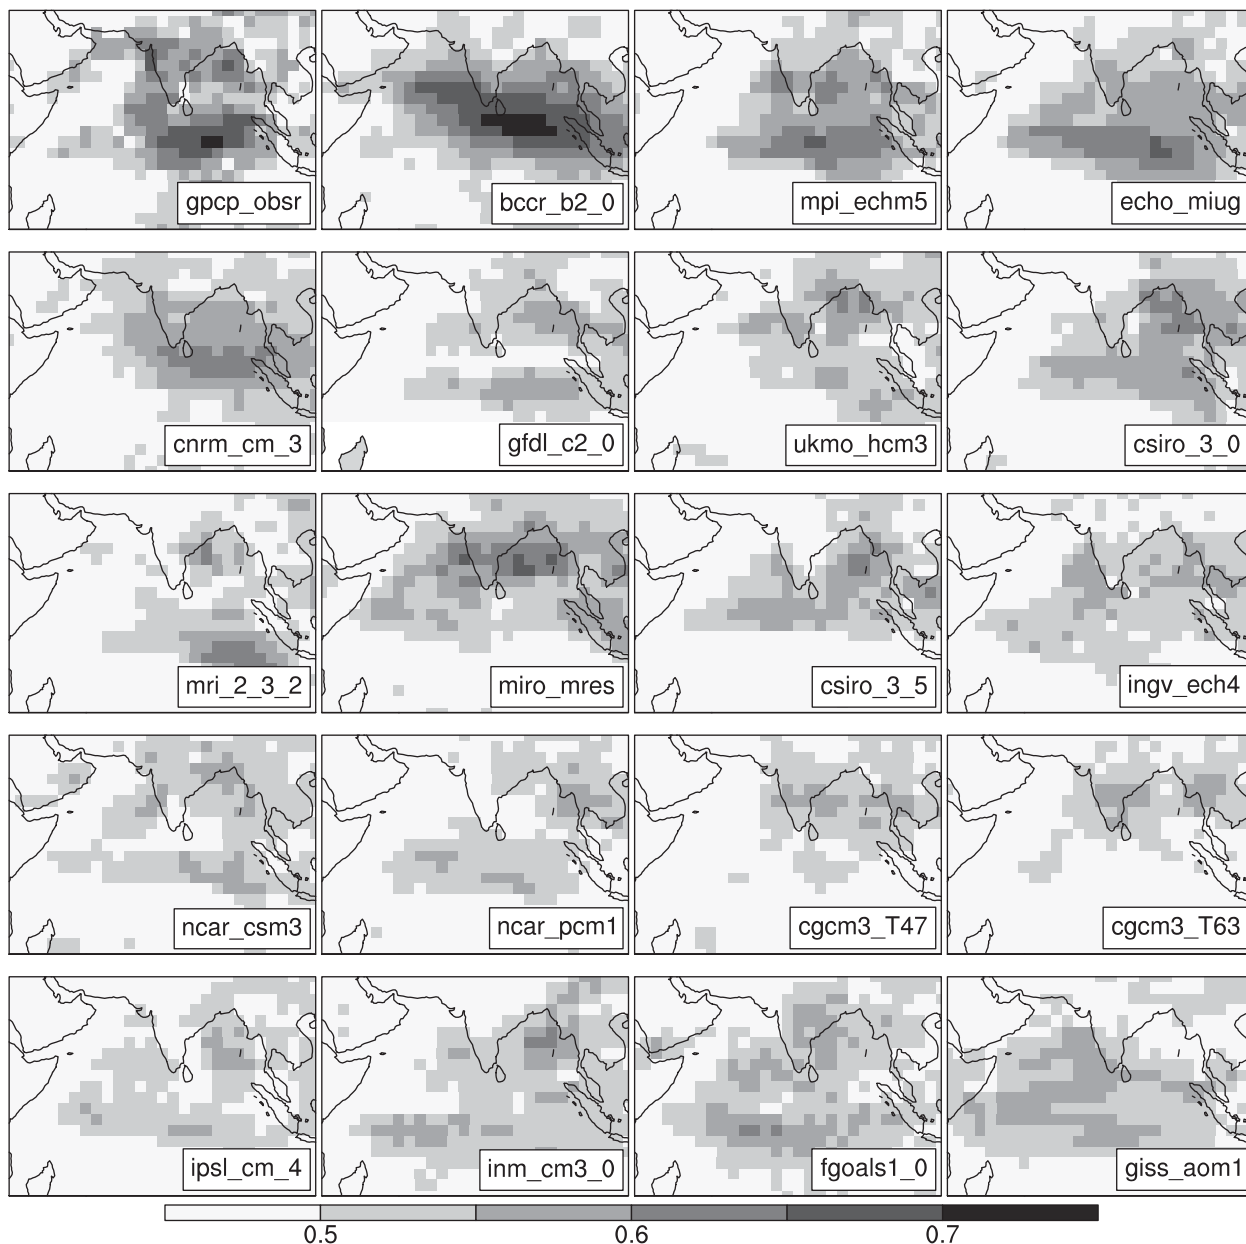 gpcp_obsr
bccr_b2_0
mpi_echm5
echo_miug
cnrm_cm_3
gfdl_c2_0
ukmo_hcm3
csiro_3_0
mri_2_3_2
miro_mres
csiro_3_5
ingv_ech4
ncar_csm3
ncar_pcm1
cgcm3_T47
cgcm3_T63
ipsl_cm_4
inm_cm3_0
fgoals1_0
giss_aom1
0.5 0.6 0.7